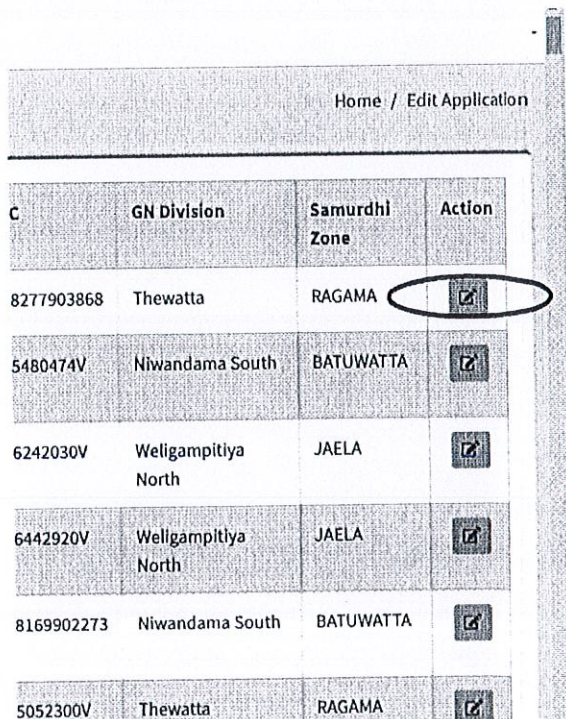 Home / Edit Application
C GN Division Samurdhi Zone Action
8277903868 Thewatta RAGAMA
5480474V Niwandama South BATUWATTA
6242030V Weligampitiya North JAELA
6442920V Weligampitiya North JAELA
8169902273 Niwandama South BATUWATTA
5052300V Thewatta RAGAMA